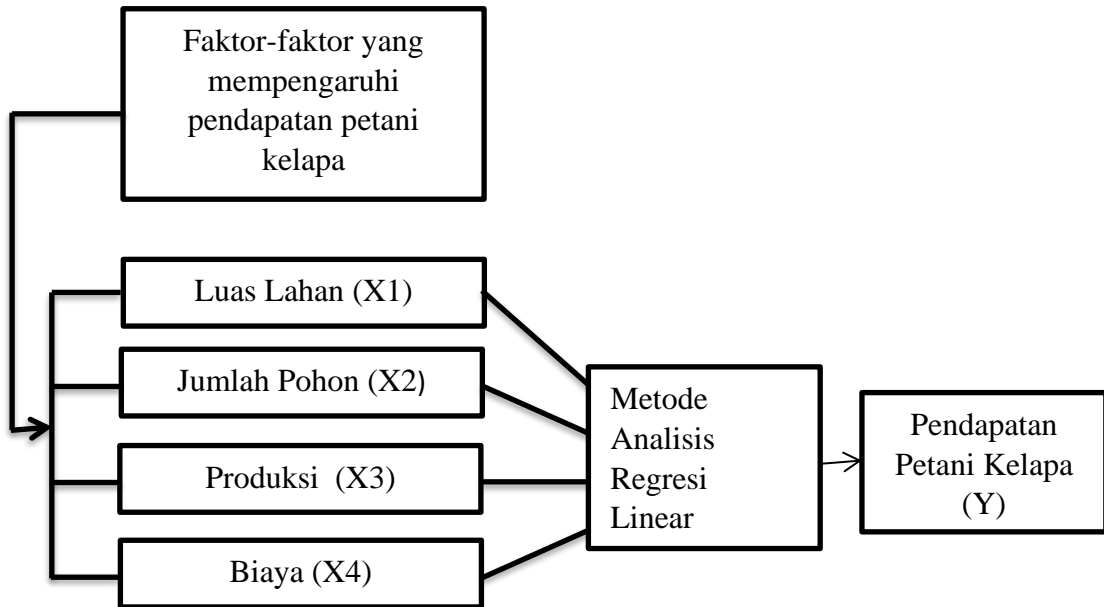 Faktor-faktor yang
mempengaruhi
pendapatan petani
kelapa
Luas Lahan (X1)
Jumlah Pohon (X2)
Produksi (X3)
Biaya (X4)
Metode
Analisis
Regresi
Linear
Pendapatan
Petani Kelapa
(Y)